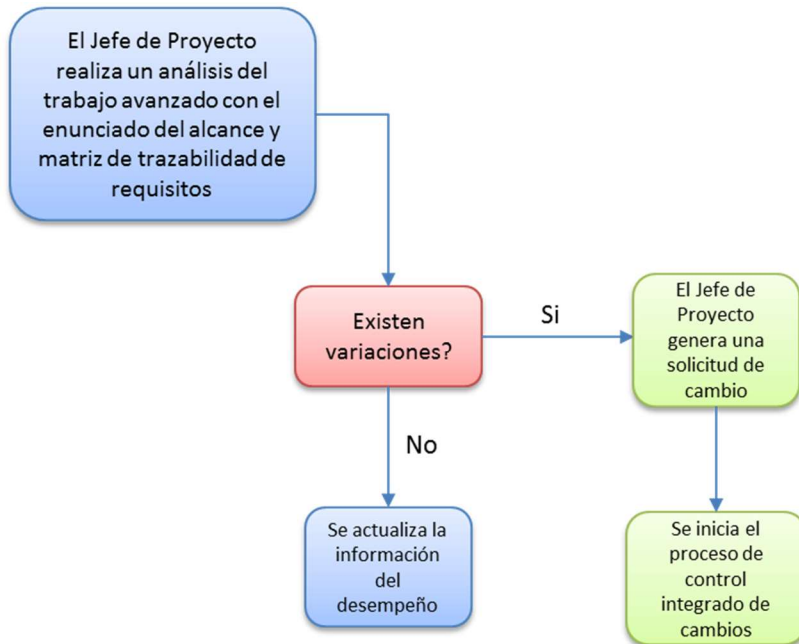 El Jefe de Proyecto
realiza un análisis del
trabajo avanzado con el
enunciado del alcance y
matriz de trazabilidad de
requisitos
Existen
variaciones?
Si
El Jefe de
Proyecto
genera una
solicitud de
cambio
No
Se actualiza la
información
del
desempeño
Se inicia el
proceso de
control
integrado de
cambios